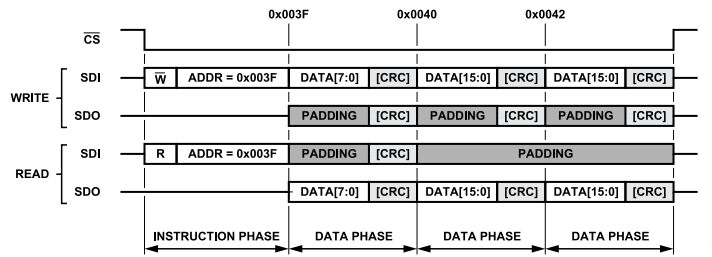 0x003F 0x0040 0x0042
CS
WRITE
SDI W ADDR = 0x003F DATA[7:0] [CRC] DATA[15:0] [CRC] DATA[15:0] [CRC]
SDO PADDING [CRC] PADDING [CRC] PADDING [CRC]
READ
SDI R ADDR = 0x003F PADDING [CRC] PADDING
SDO DATA[7:0] [CRC] DATA[15:0] [CRC] DATA[15:0] [CRC]
INSTRUCTION PHASE DATA PHASE DATA PHASE DATA PHASE